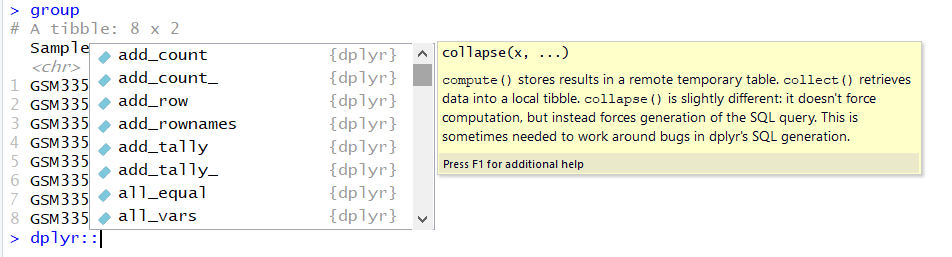 > group
# A tibble: 8 x 2
Sample
<chr>
1 GSM335
2 GSM335
3 GSM335
4 GSM335
5 GSM335
6 GSM335
7 GSM335
8 GSM335
> dplyr::
add_count {dplyr}
add_count_ {dplyr}
add_row {dplyr}
add_rownames {dplyr}
add_tally {dplyr}
add_tally_ {dplyr}
all_equal {dplyr}
all_vars {dplyr}
collapse(x, ...)
compute() stores results in a remote temporary table. collect() retrieves
data into a local tibble. collapse() is slightly different: it doesn't force
computation, but instead forces generation of the SQL query. This is
sometimes needed to work around bugs in dplyr's SQL generation.
Press F1 for additional help